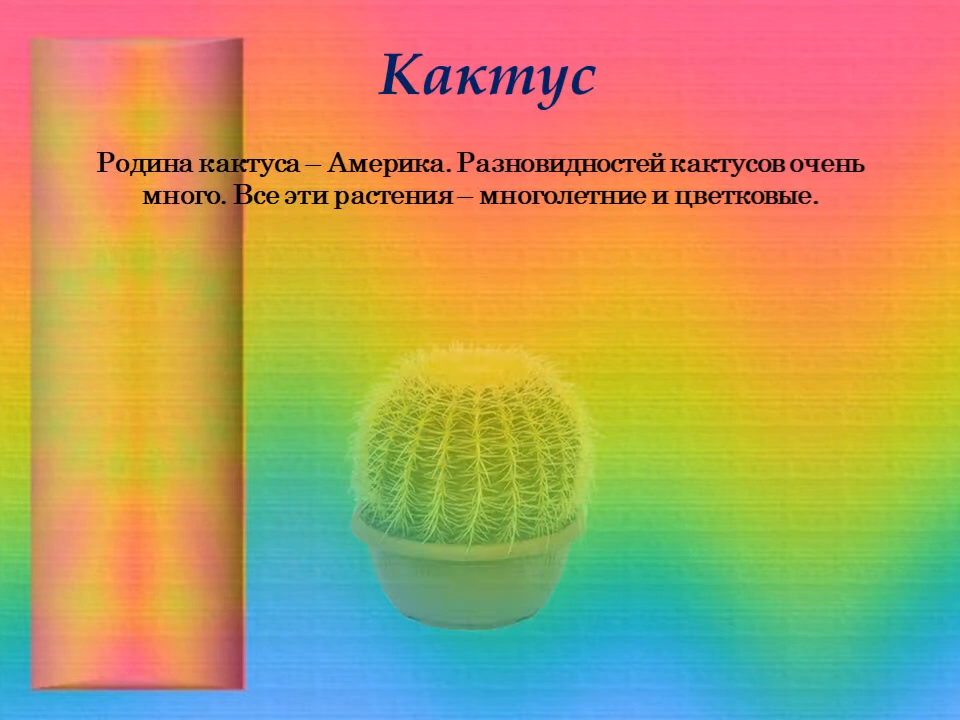 Кактус
Родина кактуса – Америка. Разновидностей кактусов очень
много. Все эти растения – многолетние и цветковые.